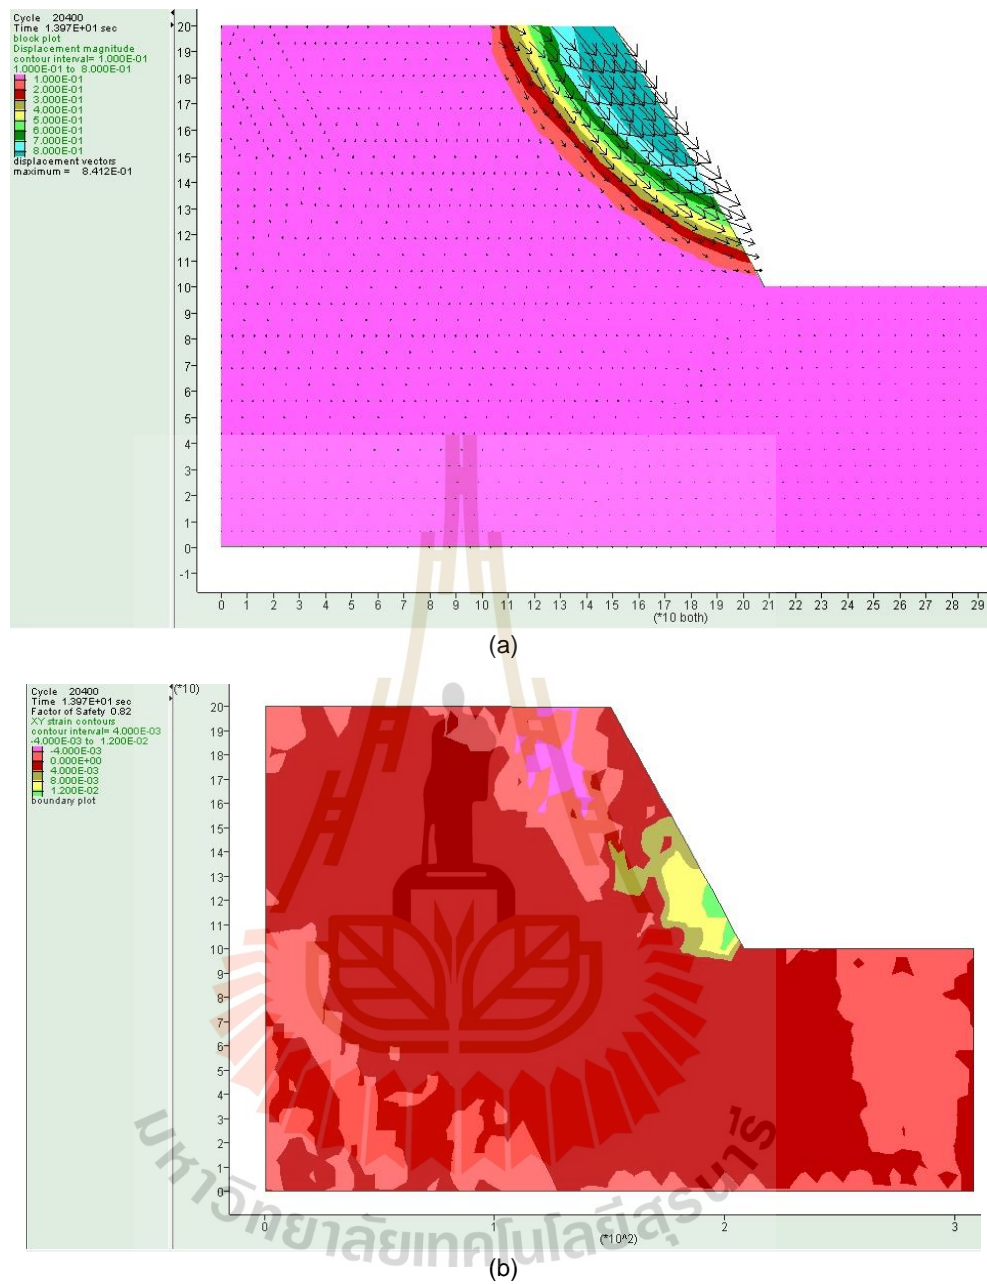 Cycle 20400
Time 1.397E+01 sec
block plot
Displacement magnitude
contour interval= 1.000E-01
1.000E-01 to 8.000E-01
1.000E-01
2.000E-01
3.000E-01
4.000E-01
5.000E-01
6.000E-01
7.000E-01
8.000E-01
displacement vectors
maximum = 8.412E-01
20
19
18
17
16
15
14
13
12
11
10
9
8
7
6
5
4
3
2
1
0
-1
0 1 2 3 4 5 6 7 8 9 10 11 12 13 14 15 16 17 18 19 20 21 22 23 24 25 26 27 28 29
(*10 both)
(a)
Cycle 20400
Time 1.397E+01 sec
Factor of Safety 0.82
XY strain contours
contour interval= 4.000E-03
-4.000E-03 to 1.200E-02
-4.000E-03
0.000E+00
4.000E-03
8.000E-03
1.200E-02
boundary plot
(*10)
20
19
18
17
16
15
14
13
12
11
10
9
8
7
6
5
4
3
2
1
0
0 1 2 3
(*10^2)
มหาวิทยาลัยเทคโนโลยีสุรนารี
(b)